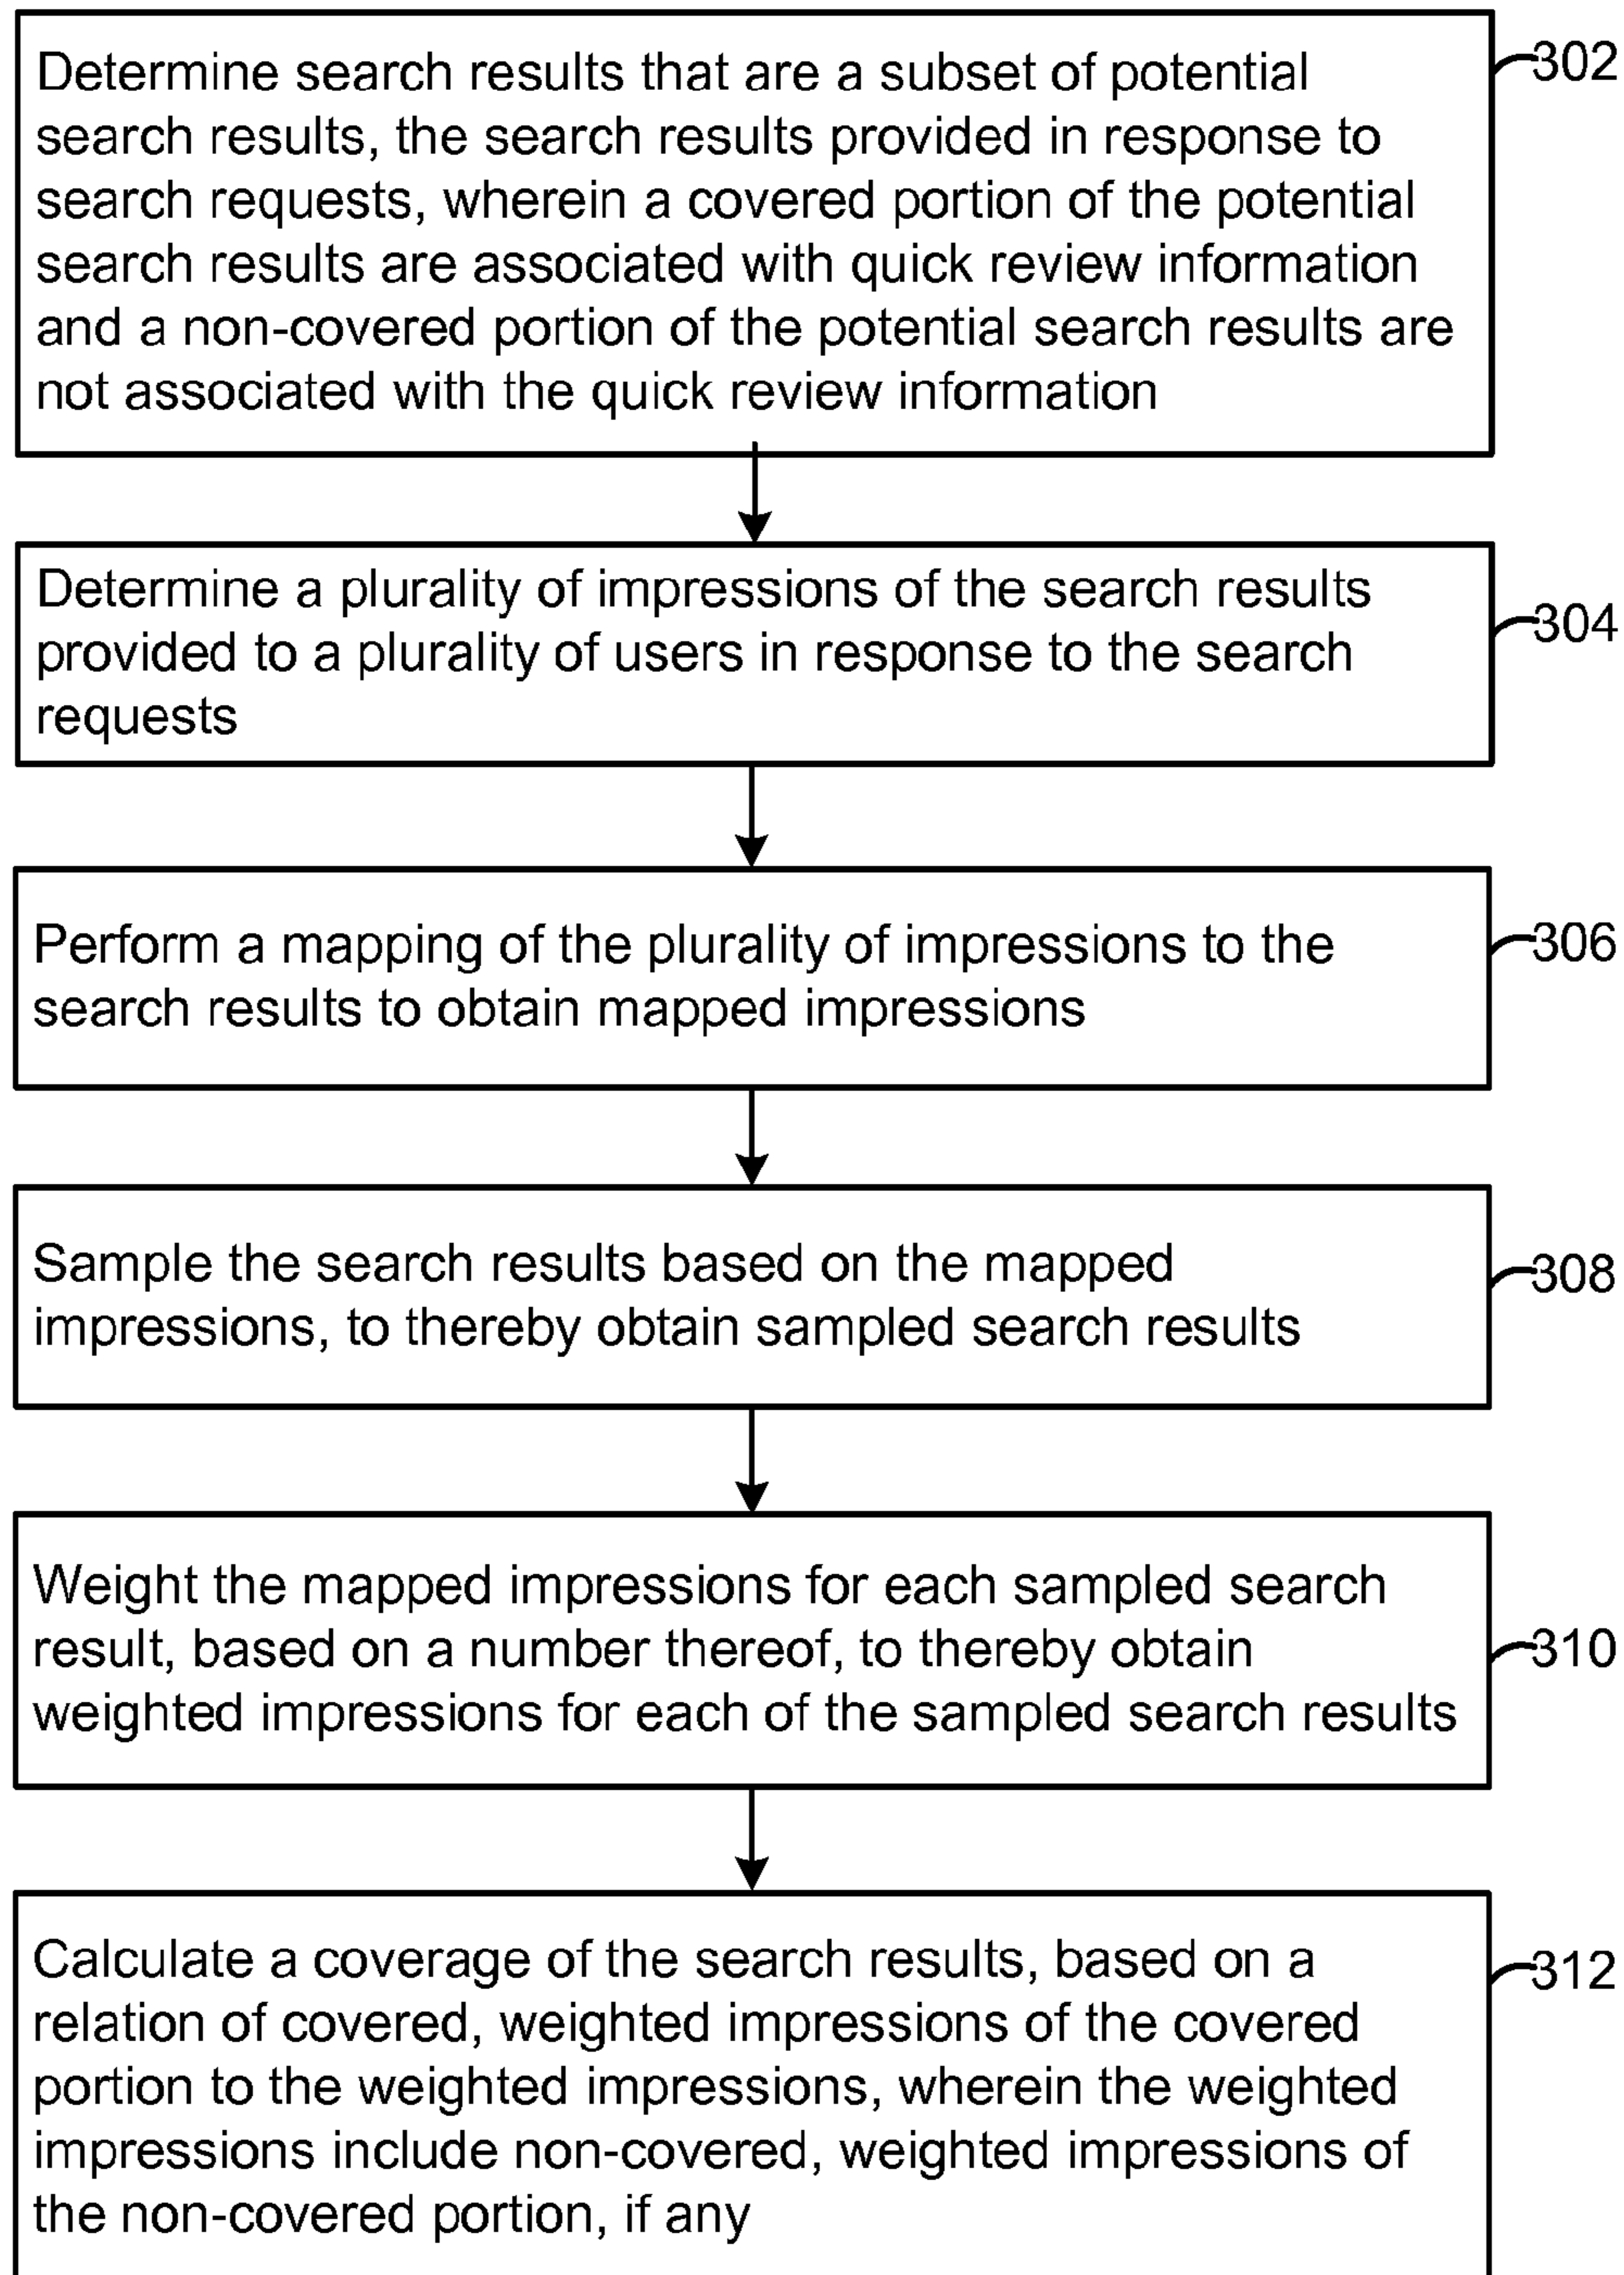 Determine search results that are a subset of potential
search results, the search results provided in response to
search requests, wherein a covered portion of the potential
search results are associated with quick review information
and a non-covered portion of the potential search results are
not associated with the quick review information
302
Determine a plurality of impressions of the search results
provided to a plurality of users in response to the search
requests
304
Perform a mapping of the plurality of impressions to the
search results to obtain mapped impressions
306
Sample the search results based on the mapped
impressions, to thereby obtain sampled search results
308
Weight the mapped impressions for each sampled search
result, based on a number thereof, to thereby obtain
weighted impressions for each of the sampled search results
310
Calculate a coverage of the search results, based on a
relation of covered, weighted impressions of the covered
portion to the weighted impressions, wherein the weighted
impressions include non-covered, weighted impressions of
the non-covered portion, if any
312